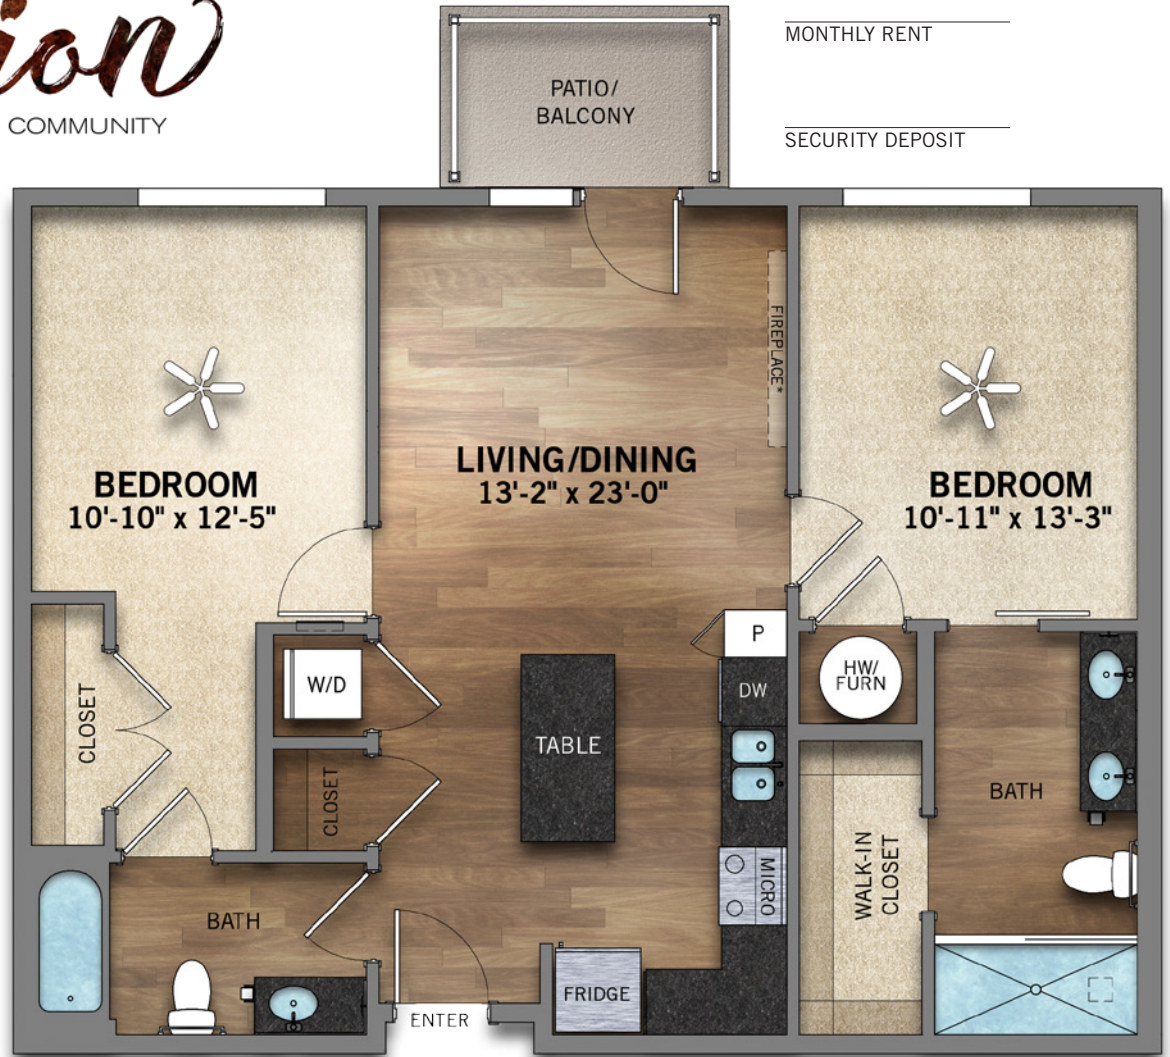 COMMUNITY
MONTHLY RENT
SECURITY DEPOSIT
PATIO/
BALCONY
FIREPLACE*
BEDROOM
10'-10" x 12'-5"
LIVING/DINING
13'-2" x 23'-0"
BEDROOM
10'-11" x 13'-3"
P
DW
HW/
FURN
W/D
CLOSET
TABLE
CLOSET
BATH
MICRO
WALK-IN
CLOSET
BATH
FRIDGE
ENTER